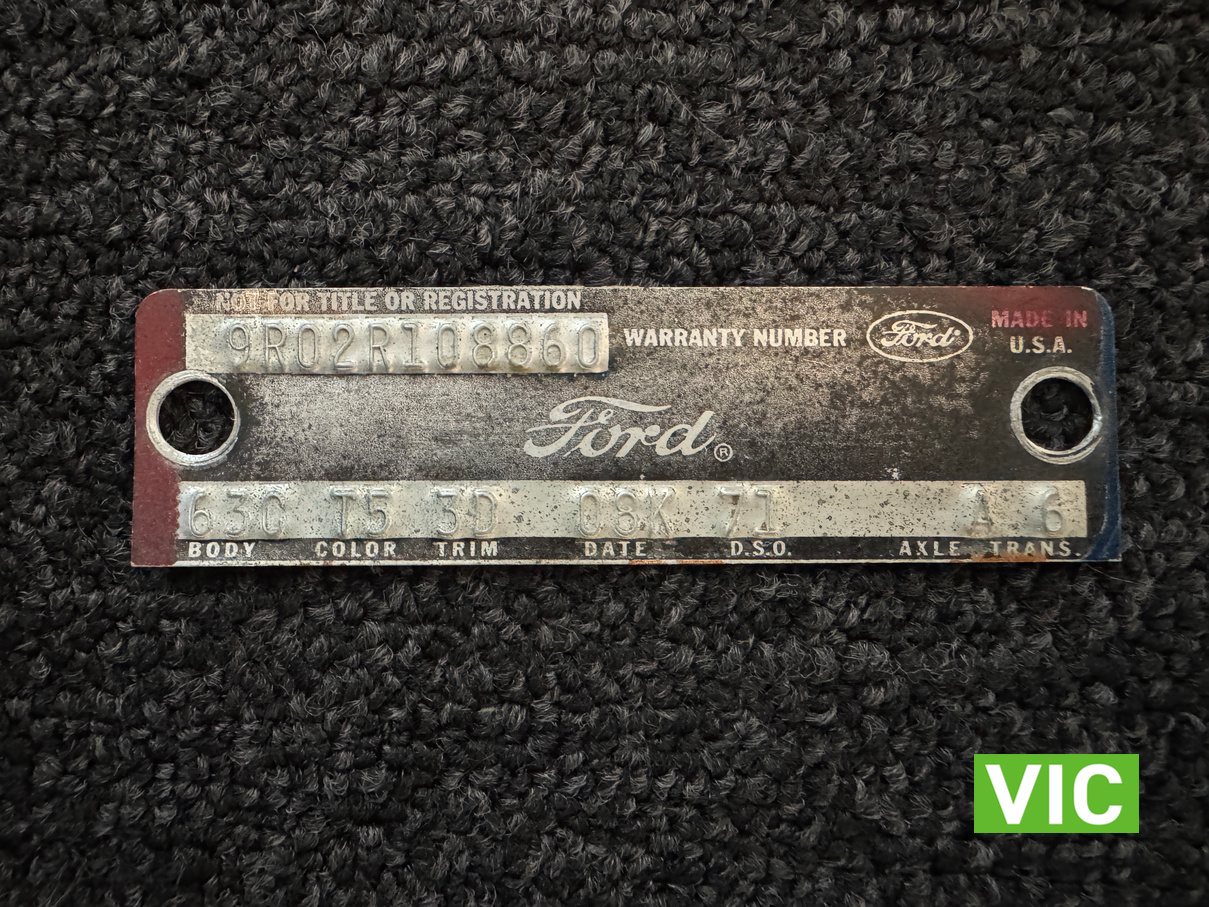 NOT FOR TITLE OR REGISTRATION
9R02R108860
WARRANTY NUMBER
Ford
MADE IN
U.S.A.
Ford®
63C T5 3D 08K 71 A 6
BODY COLOR TRIM DATE D.S.O. AXLE TRANS.
VIC